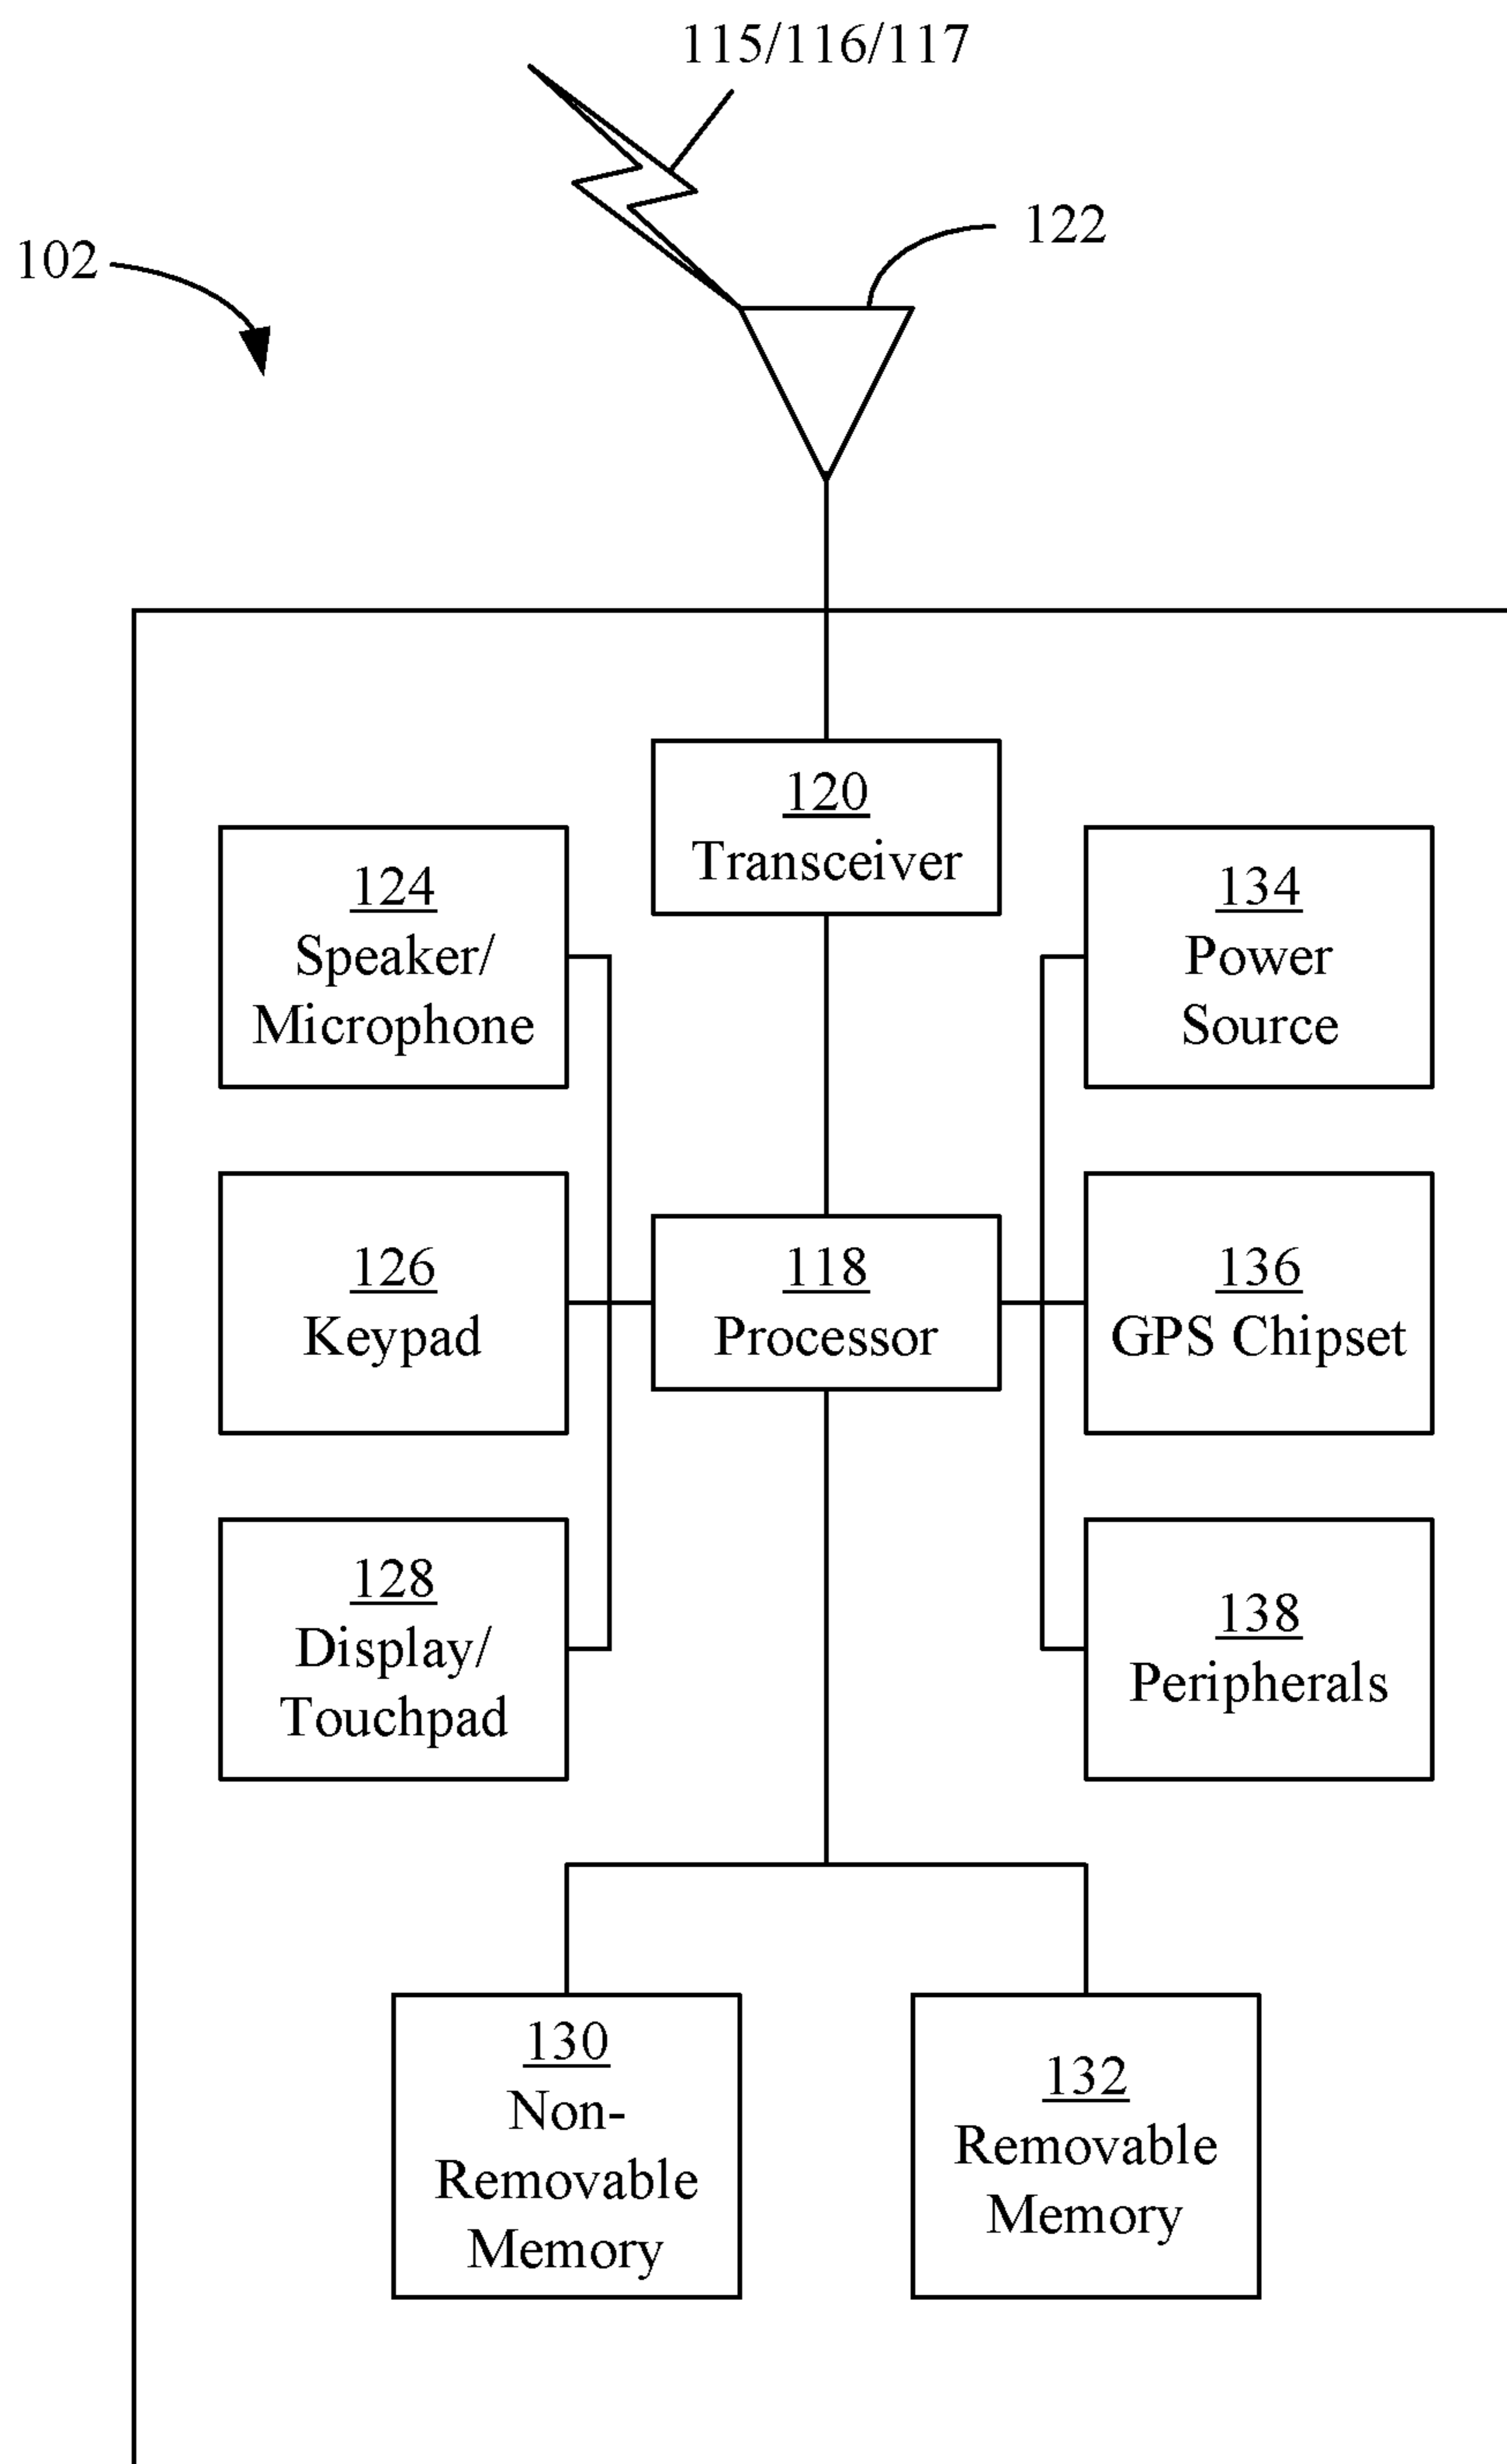 115/116/117
122
102
120
Transceiver
124
Speaker/
Microphone
134
Power
Source
126
Keypad
118
Processor
136
GPS Chipset
128
Display/
Touchpad
138
Peripherals
130
Non-
Removable
Memory
132
Removable
Memory